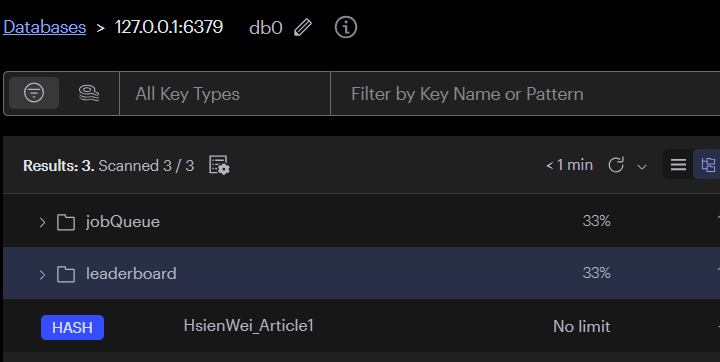 Databases > 127.0.0.1:6379 db0
All Key Types Filter by Key Name or Pattern
Results: 3. Scanned 3 / 3 < 1 min
jobQueue 33%
leaderboard 33%
HASH HsienWei_Article1 No limit